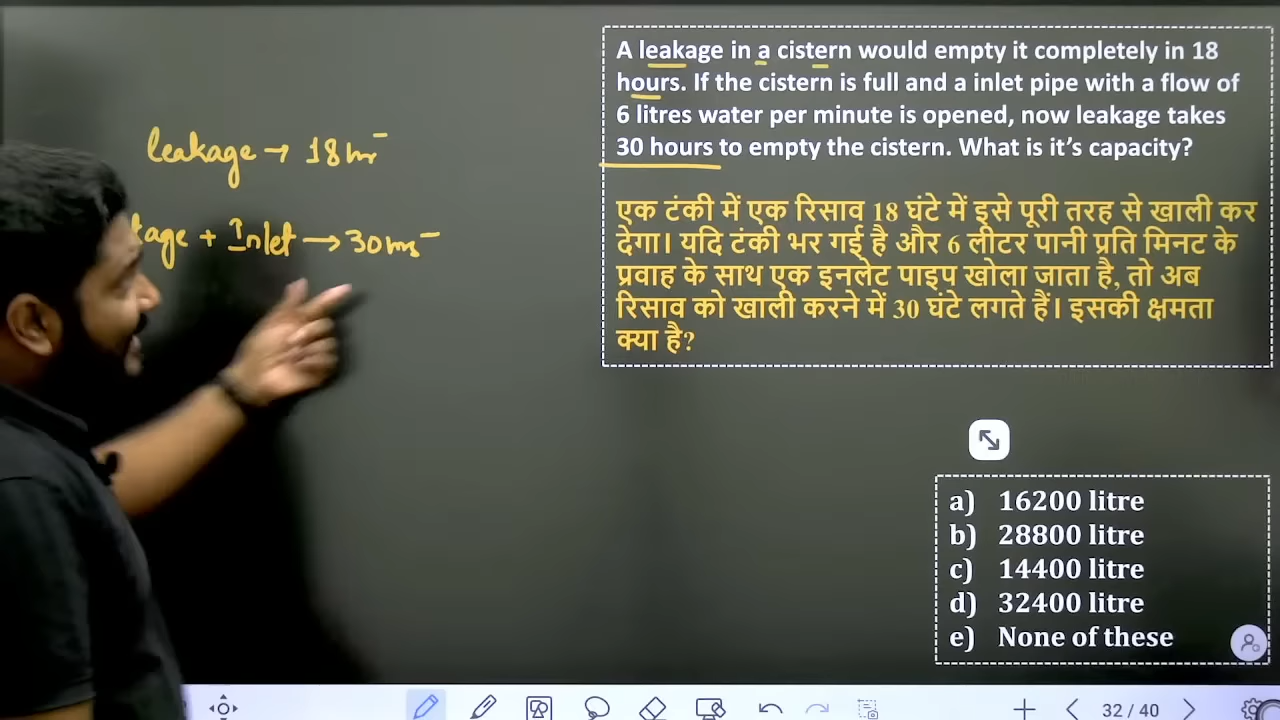 A leakage in a cistern would empty it completely in 18
hours. If the cistern is full and a inlet pipe with a flow of
6 litres water per minute is opened, now leakage takes
30 hours to empty the cistern. What is it's capacity?
एक टंकी में एक रिसाव 18 घंटे में इसे पूरी तरह से खाली कर
देगा। यदि टंकी भर गई है और 6 लीटर पानी प्रति मिनट के
प्रवाह के साथ एक इनलेट पाइप खोला जाता है, तो अब
रिसाव को खाली करने में 30 घंटे लगते हैं। इसकी क्षमता
क्या है?
leakage → 18 hr
kage + Inlet → 30 hrs
a) 16200 litre
b) 28800 litre
c) 14400 litre
d) 32400 litre
e) None of these
32 / 40